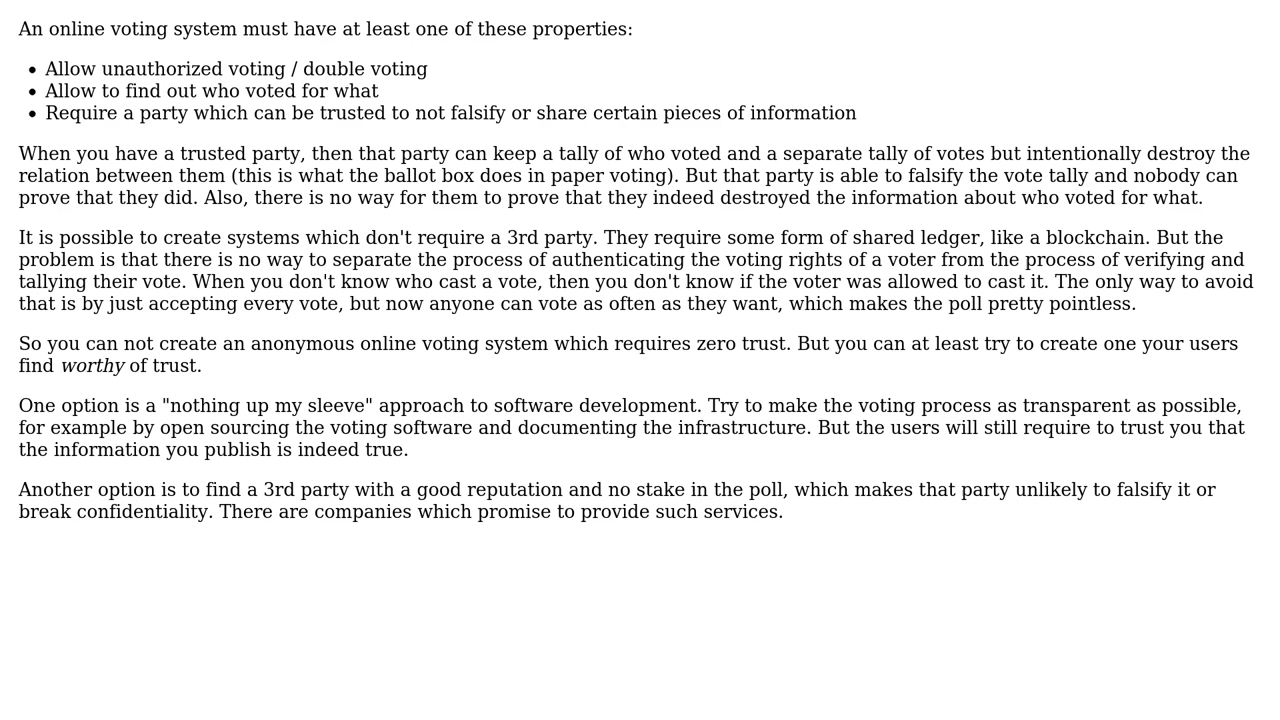 An online voting system must have at least one of these properties:
• Allow unauthorized voting / double voting
• Allow to find out who voted for what
• Require a party which can be trusted to not falsify or share certain pieces of information
When you have a trusted party, then that party can keep a tally of who voted and a separate tally of votes but intentionally destroy the
relation between them (this is what the ballot box does in paper voting). But that party is able to falsify the vote tally and nobody can
prove that they did. Also, there is no way for them to prove that they indeed destroyed the information about who voted for what.
It is possible to create systems which don't require a 3rd party. They require some form of shared ledger, like a blockchain. But the
problem is that there is no way to separate the process of authenticating the voting rights of a voter from the process of verifying and
tallying their vote. When you don't know who cast a vote, then you don't know if the voter was allowed to cast it. The only way to avoid
that is by just accepting every vote, but now anyone can vote as often as they want, which makes the poll pretty pointless.
So you can not create an anonymous online voting system which requires zero trust. But you can at least try to create one your users
find worthy of trust.
One option is a "nothing up my sleeve" approach to software development. Try to make the voting process as transparent as possible,
for example by open sourcing the voting software and documenting the infrastructure. But the users will still require to trust you that
the information you publish is indeed true.
Another option is to find a 3rd party with a good reputation and no stake in the poll, which makes that party unlikely to falsify it or
break confidentiality. There are companies which promise to provide such services.